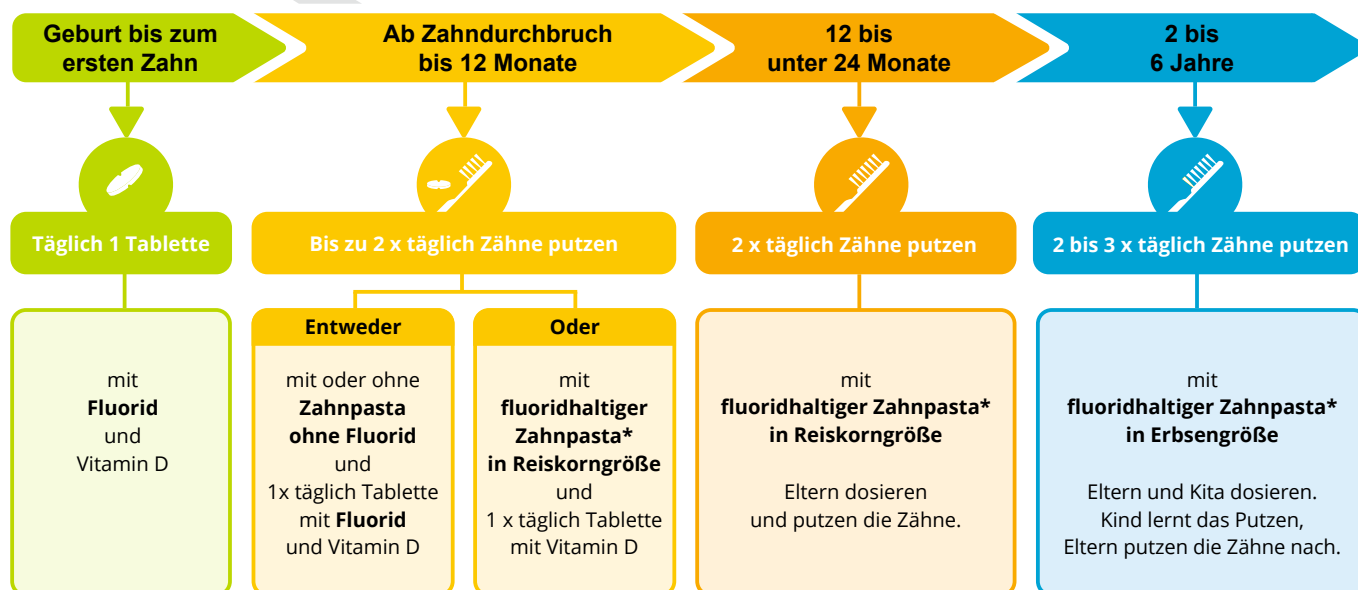 Geburt bis zum
ersten Zahn
Ab Zahndurchbruch
bis 12 Monate
12 bis
unter 24 Monate
2 bis
6 Jahre
Täglich 1 Tablette
Bis zu 2 x täglich Zähne putzen
2 x täglich Zähne putzen
2 bis 3 x täglich Zähne putzen
mit
Fluorid
und
Vitamin D
Entweder
mit oder ohne
Zahnpasta
ohne Fluorid
und
1x täglich Tablette
mit Fluorid
und Vitamin D
Oder
mit
fluoridhaltiger
Zahnpasta*
in Reiskorngröße
und
1 x täglich Tablette
mit Vitamin D
mit
fluoridhaltiger Zahnpasta*
in Reiskorngröße
Eltern dosieren
und putzen die Zähne.
mit
fluoridhaltiger Zahnpasta*
in Erbsengröße
Eltern und Kita dosieren.
Kind lernt das Putzen,
Eltern putzen die Zähne nach.